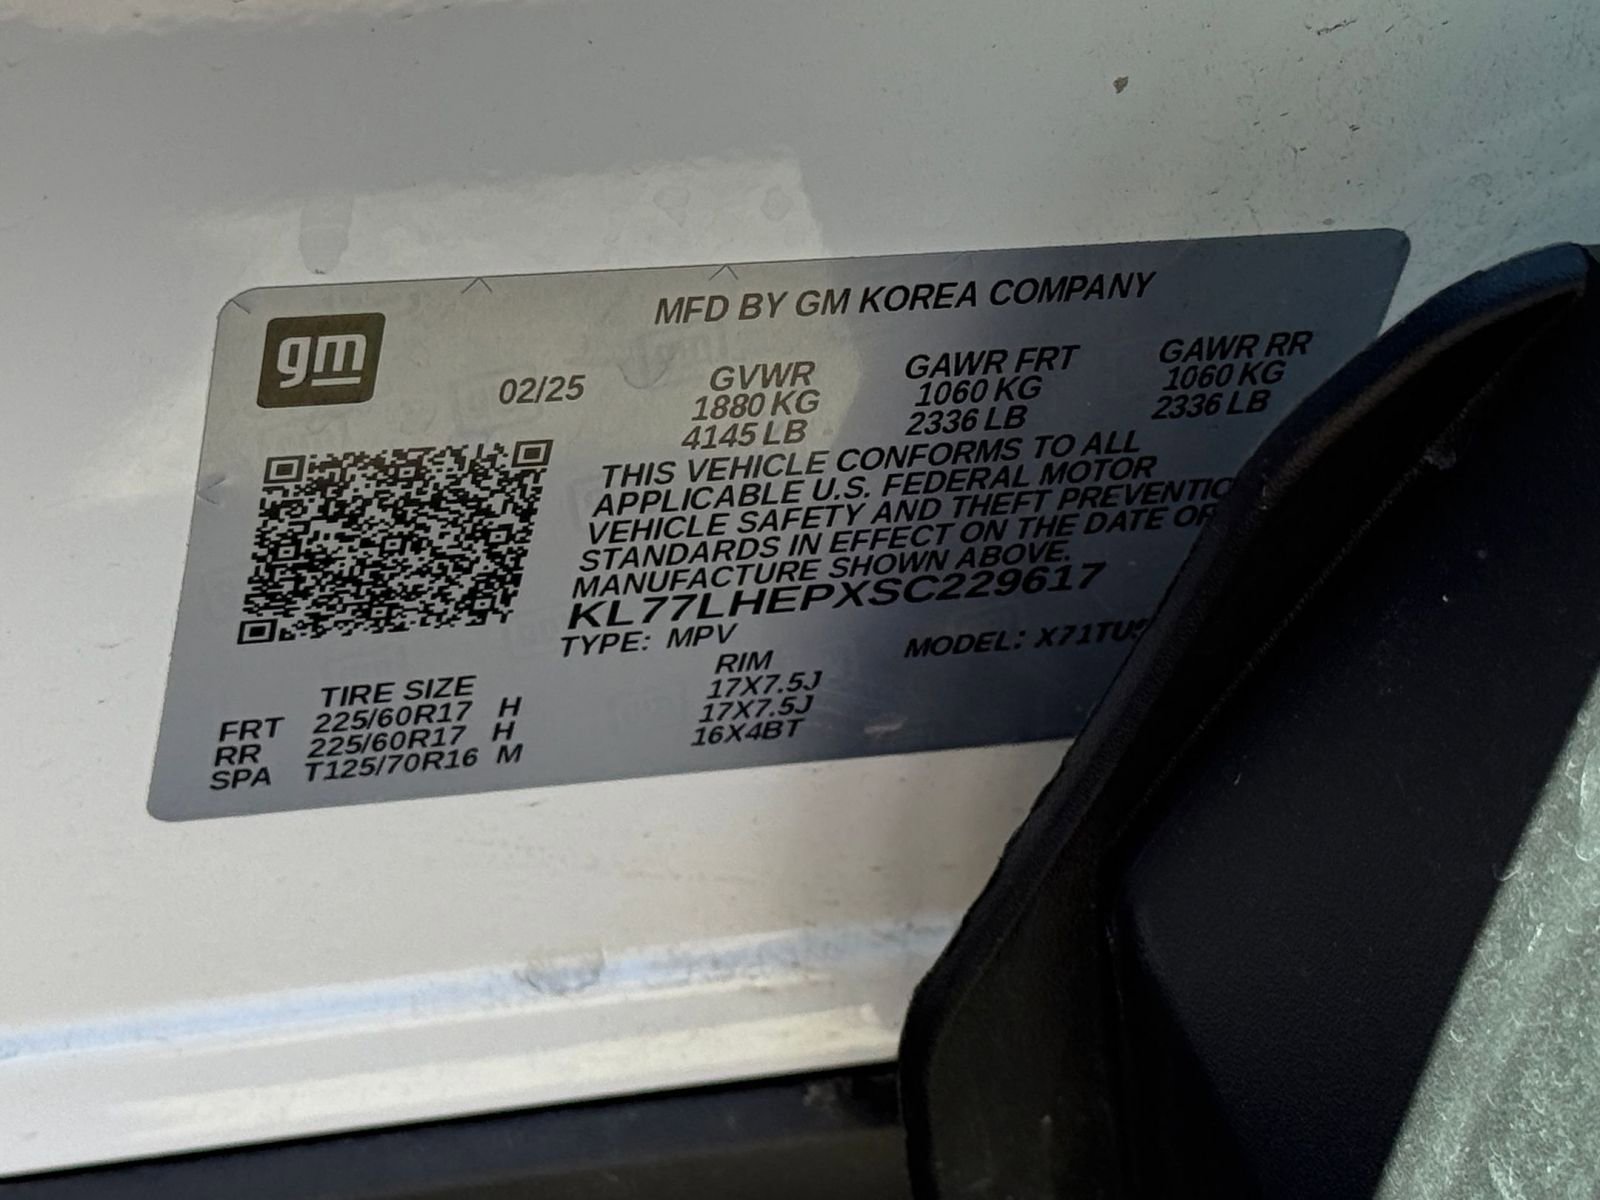 gm
MFD BY GM KOREA COMPANY
02/25
GVWR GAWR FRT GAWR RR
1880 KG 1060 KG 1060 KG
4145 LB 2336 LB 2336 LB
THIS VEHICLE CONFORMS TO ALL
APPLICABLE U.S. FEDERAL MOTOR
VEHICLE SAFETY AND THEFT PREVENTIO
STANDARDS IN EFFECT ON THE DATE OF
MANUFACTURE SHOWN ABOVE.
KL77LHEPXSC229617
TYPE: MPV MODEL: X71TU
TIRE SIZE RIM
FRT 225/60R17 H 17X7.5J
RR 225/60R17 H 17X7.5J
SPA T125/70R16 M 16X4BT